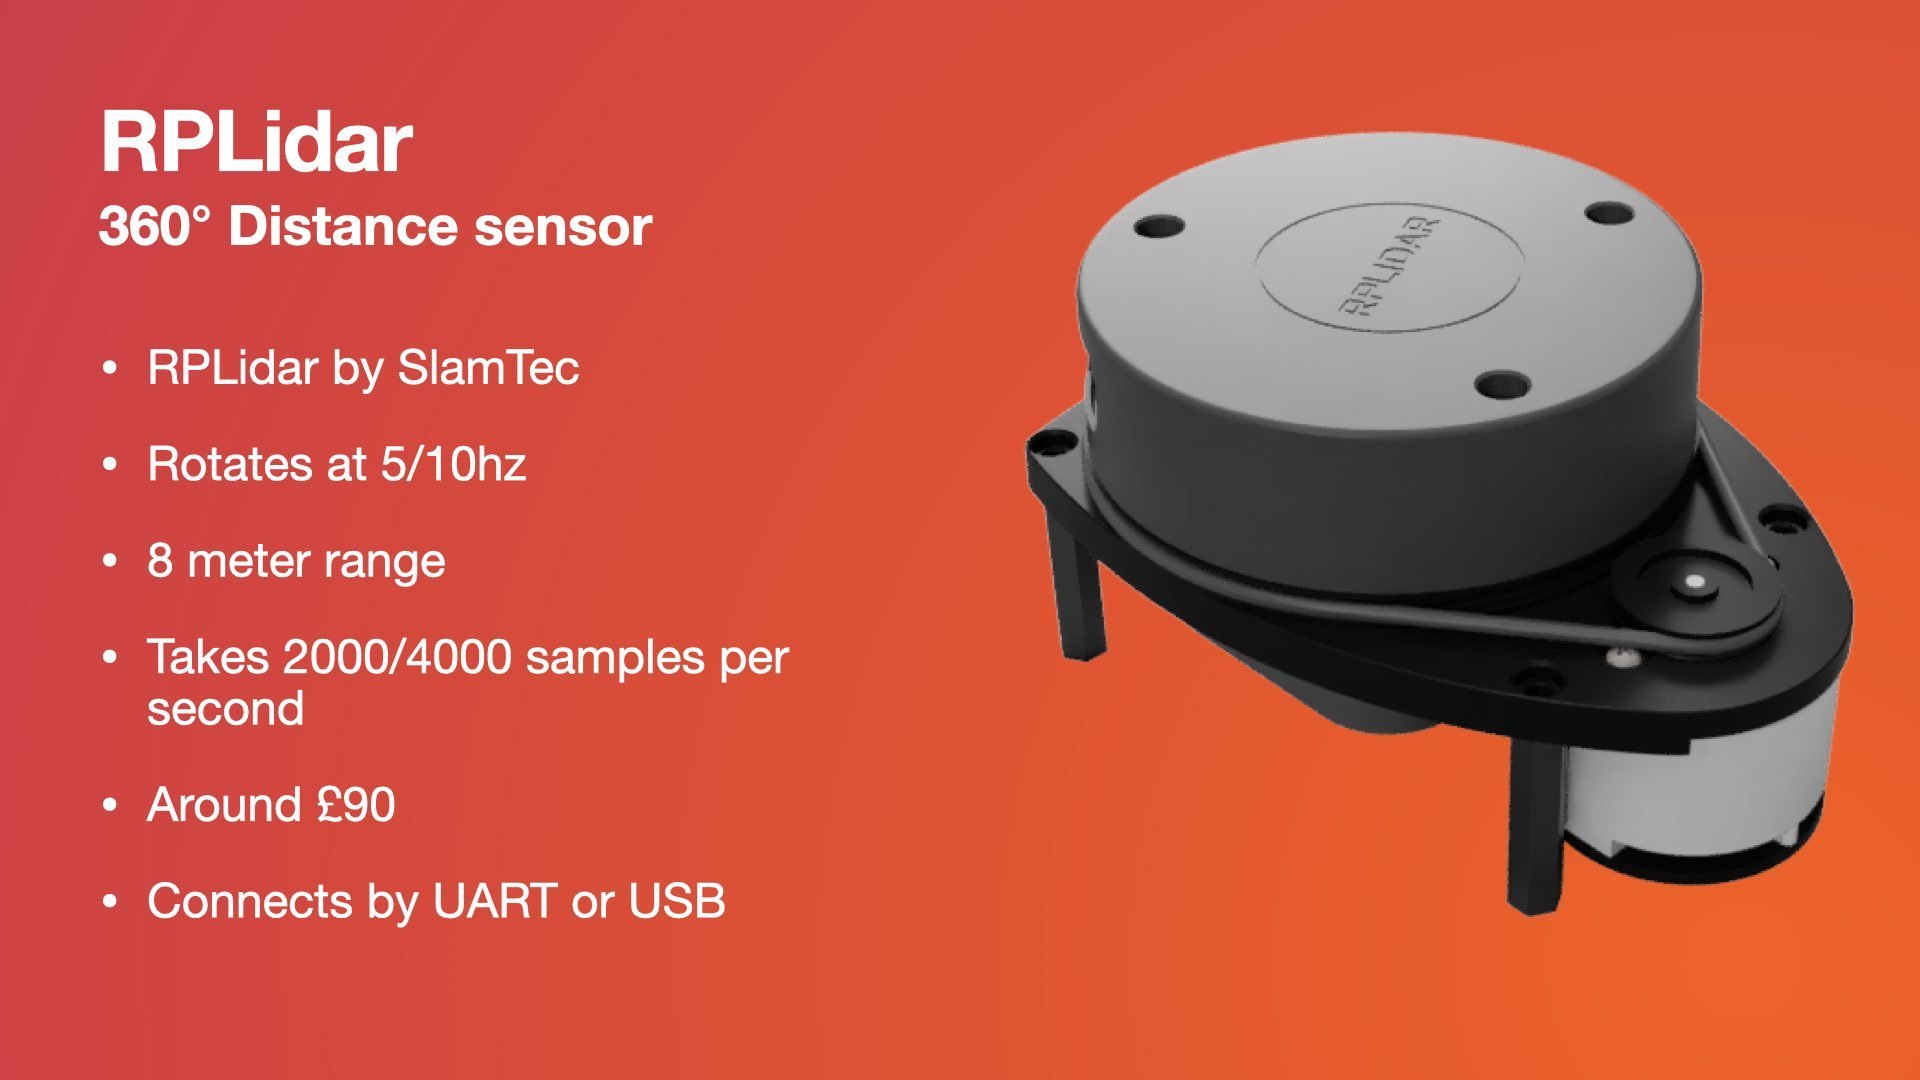 RPLidar
360° Distance sensor
• RPLidar by SlamTec
• Rotates at 5/10hz
• 8 meter range
• Takes 2000/4000 samples per
second
• Around £90
• Connects by UART or USB
RPLIDAR